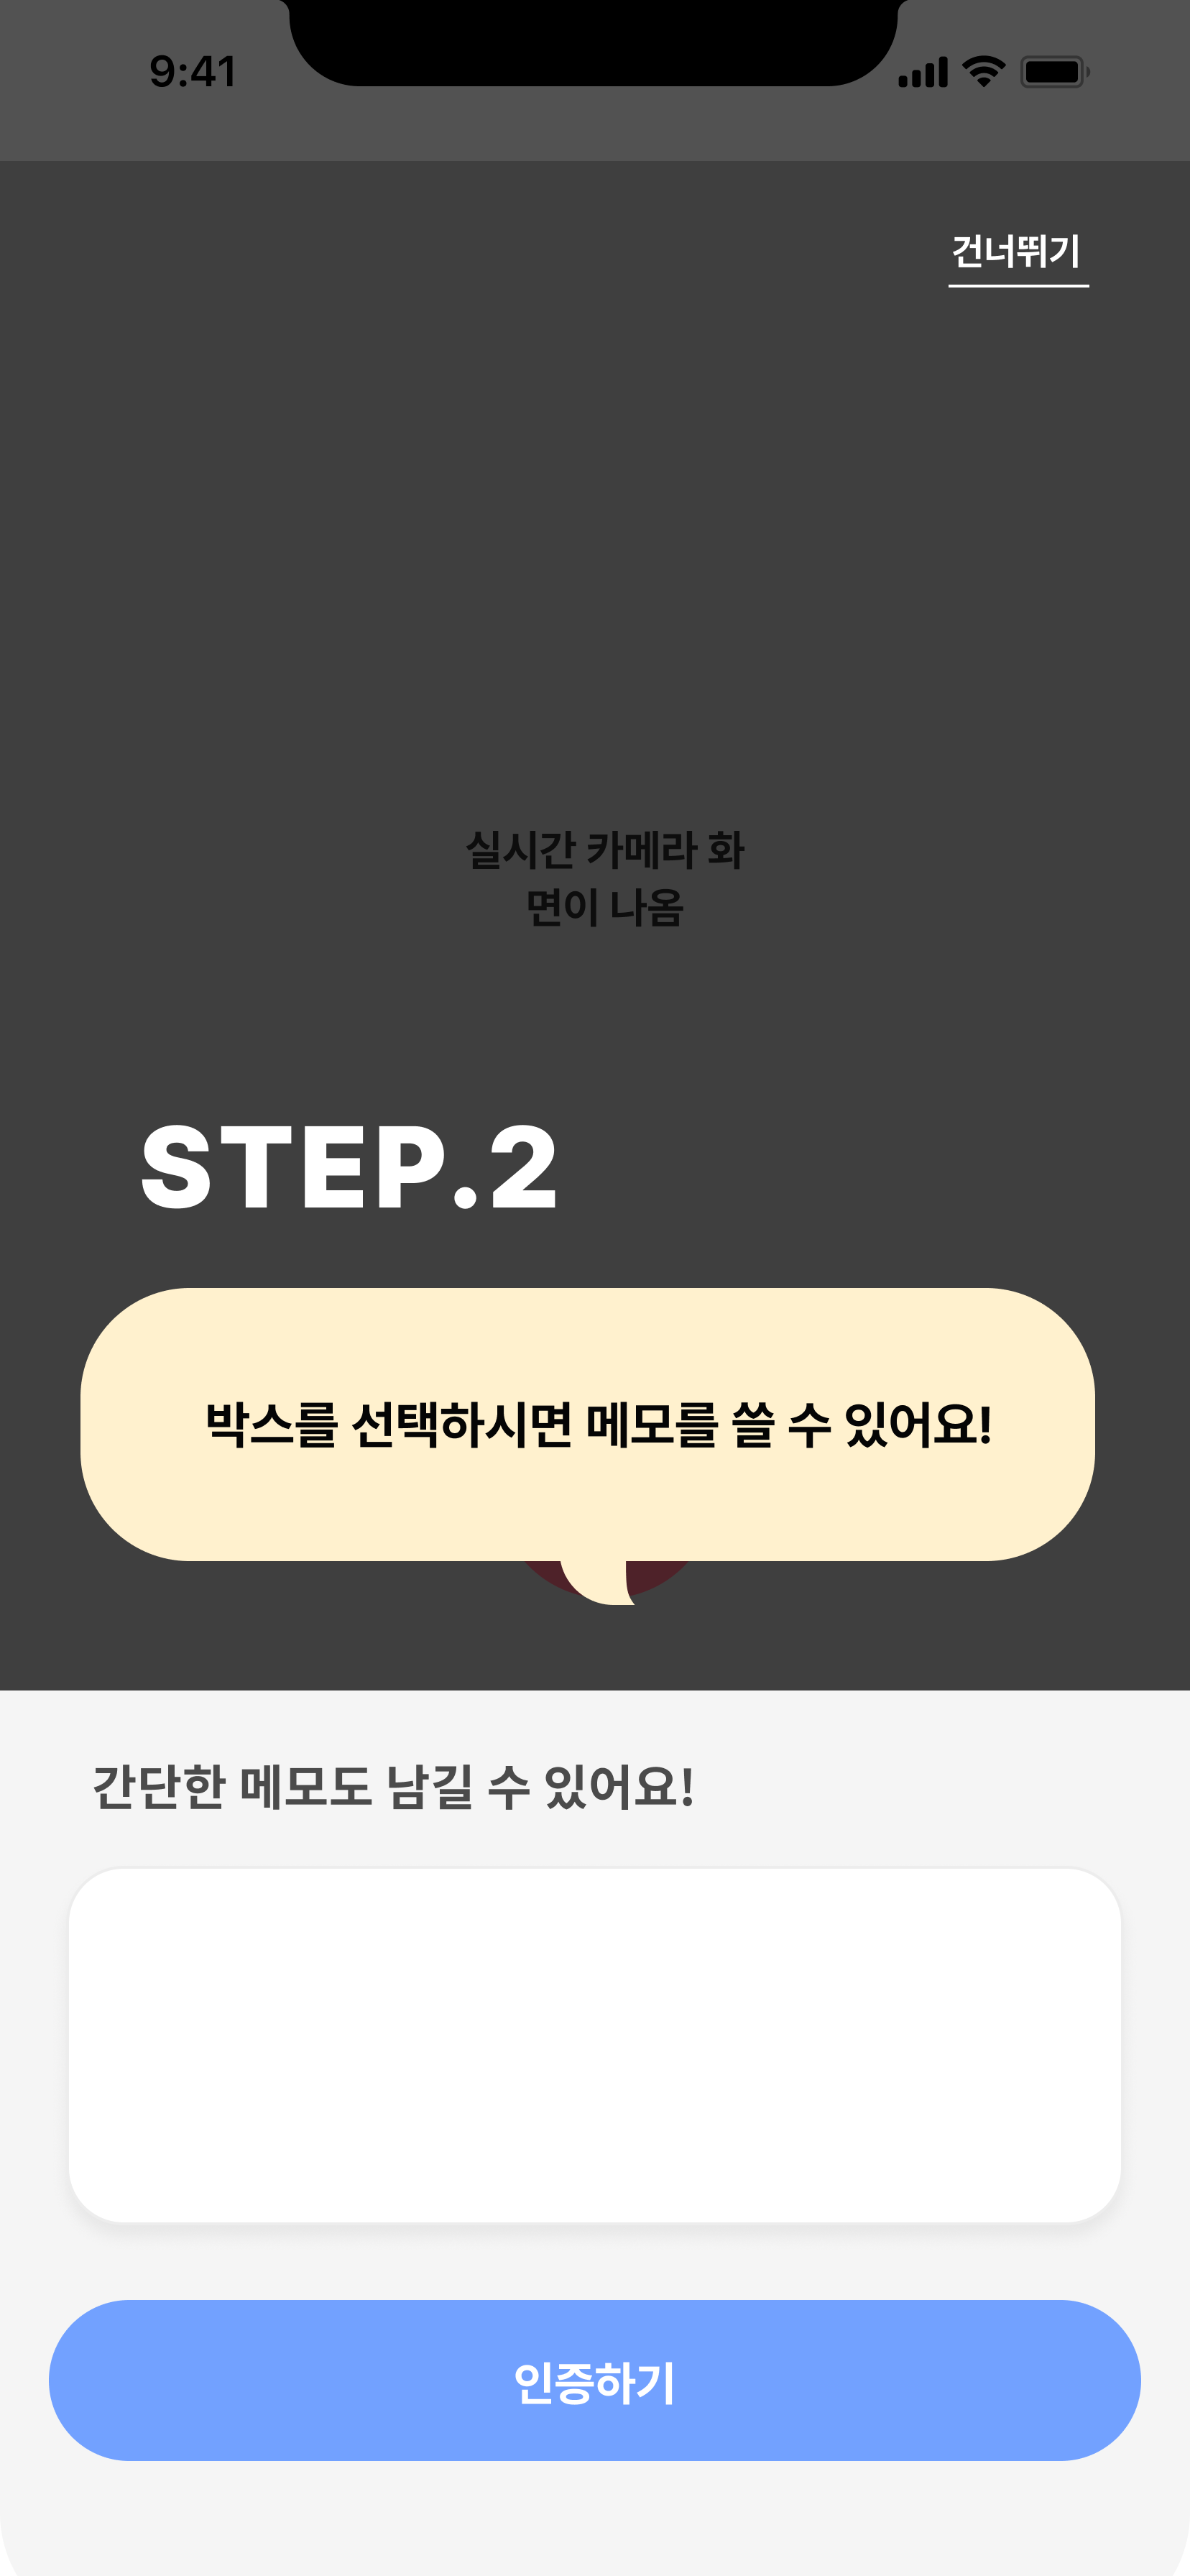 9:41
건너뛰기
실시간 카메라 화
면이 나옴
STEP.2
박스를 선택하시면 메모를 쓸 수 있어요!
간단한 메모도 남길 수 있어요!
인증하기